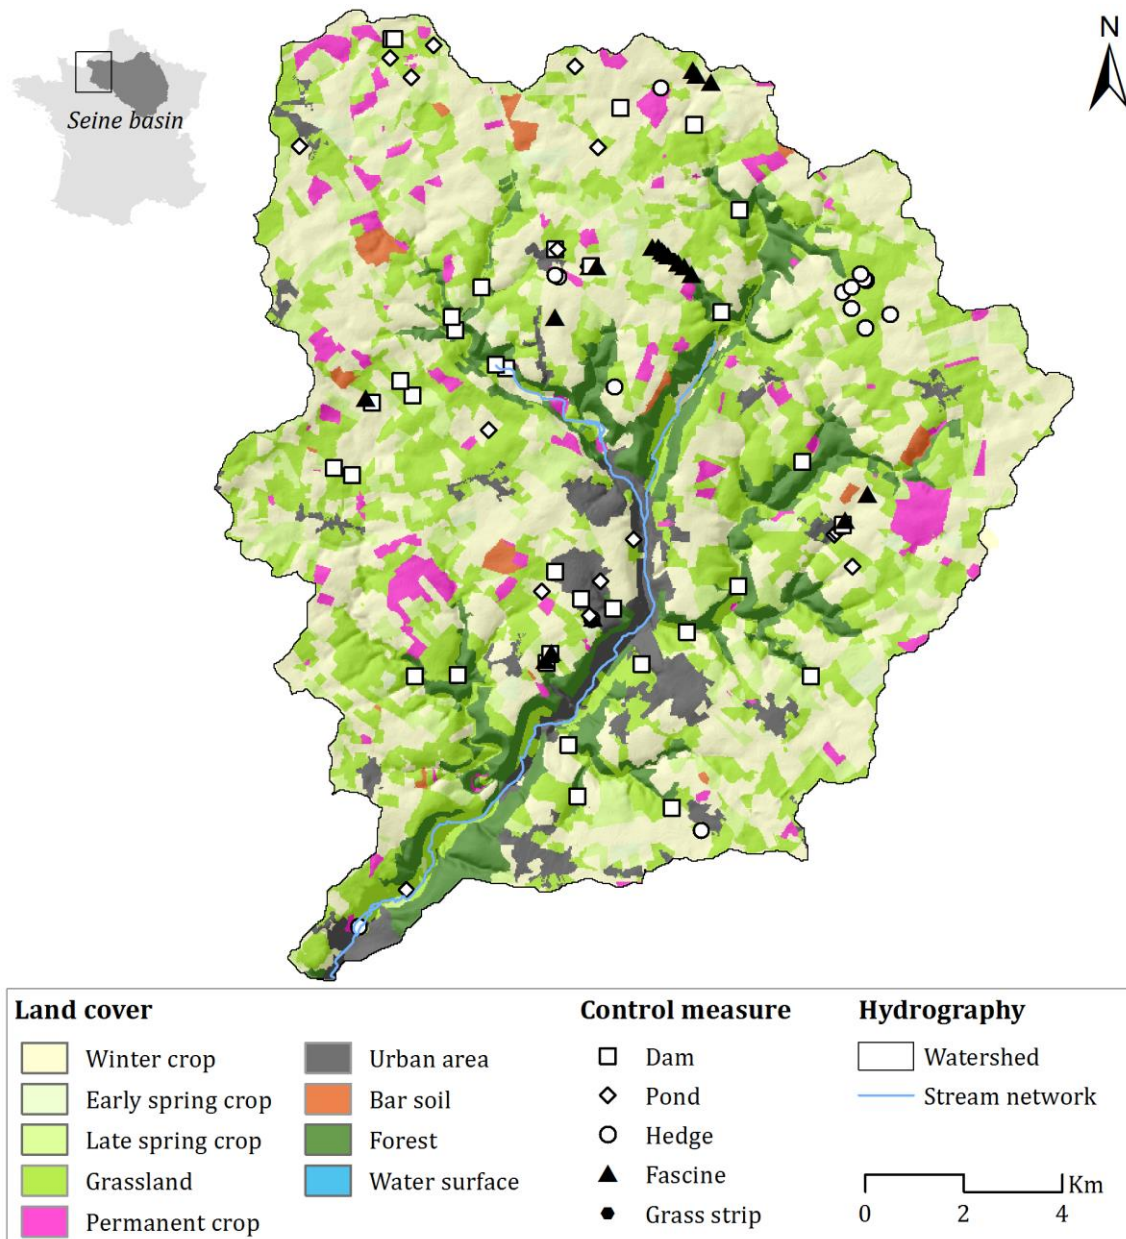 N
Seine basin
Land cover
Winter crop
Early spring crop
Late spring crop
Grassland
Permanent crop
Urban area
Bar soil
Forest
Water surface
Control measure
Dam
Pond
Hedge
Fascine
Grass strip
Hydrography
Watershed
Stream network
Km
0 2 4